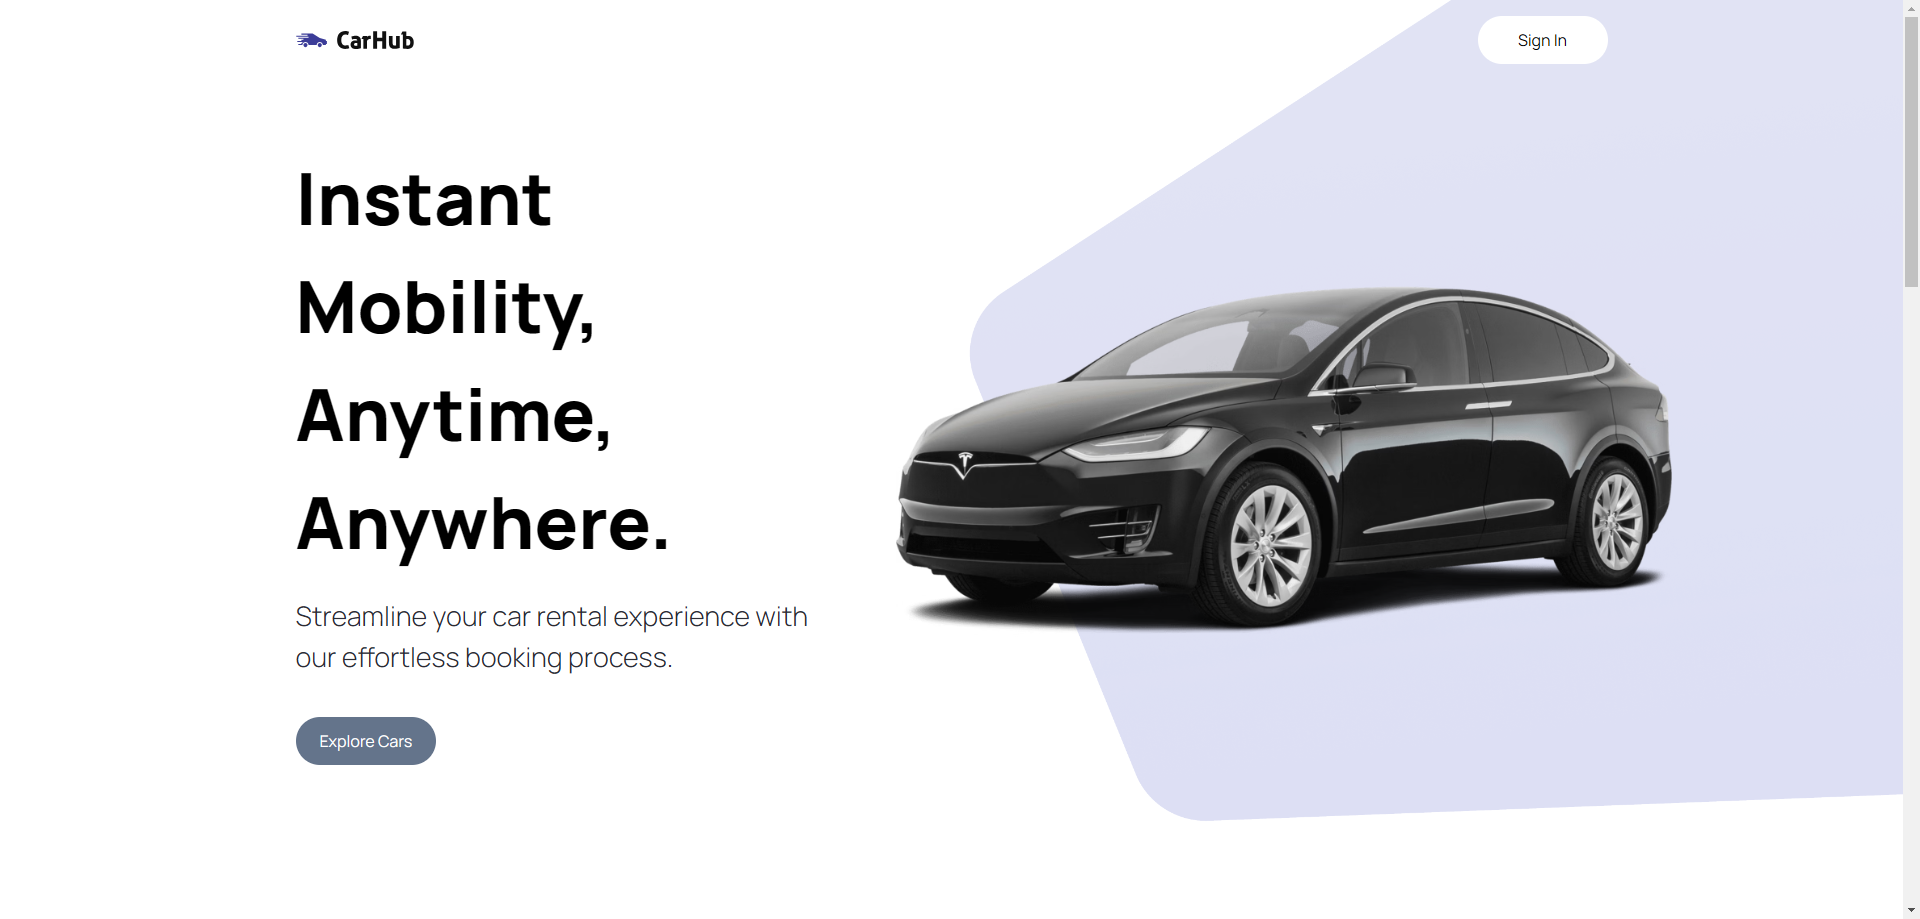 CarHub
Sign In
Instant
Mobility,
Anytime,
Anywhere.
Streamline your car rental experience with
our effortless booking process.
Explore Cars